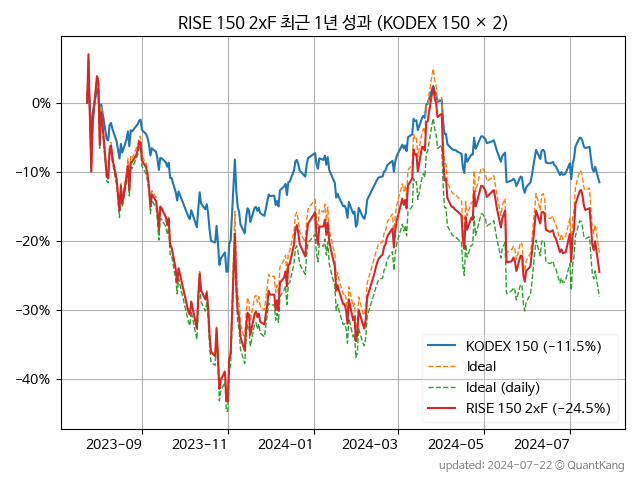 RISE 150 2xF 최근 1년 성과 (KODEX 150 × 2)
0%
−10%
−20%
−30%
−40%
KODEX 150 (−11.5%)
Ideal
Ideal (daily)
RISE 150 2xF (−24.5%)
2023-09 2023-11 2024-01 2024-03 2024-05 2024-07
updated: 2024-07-22 © QuantKang